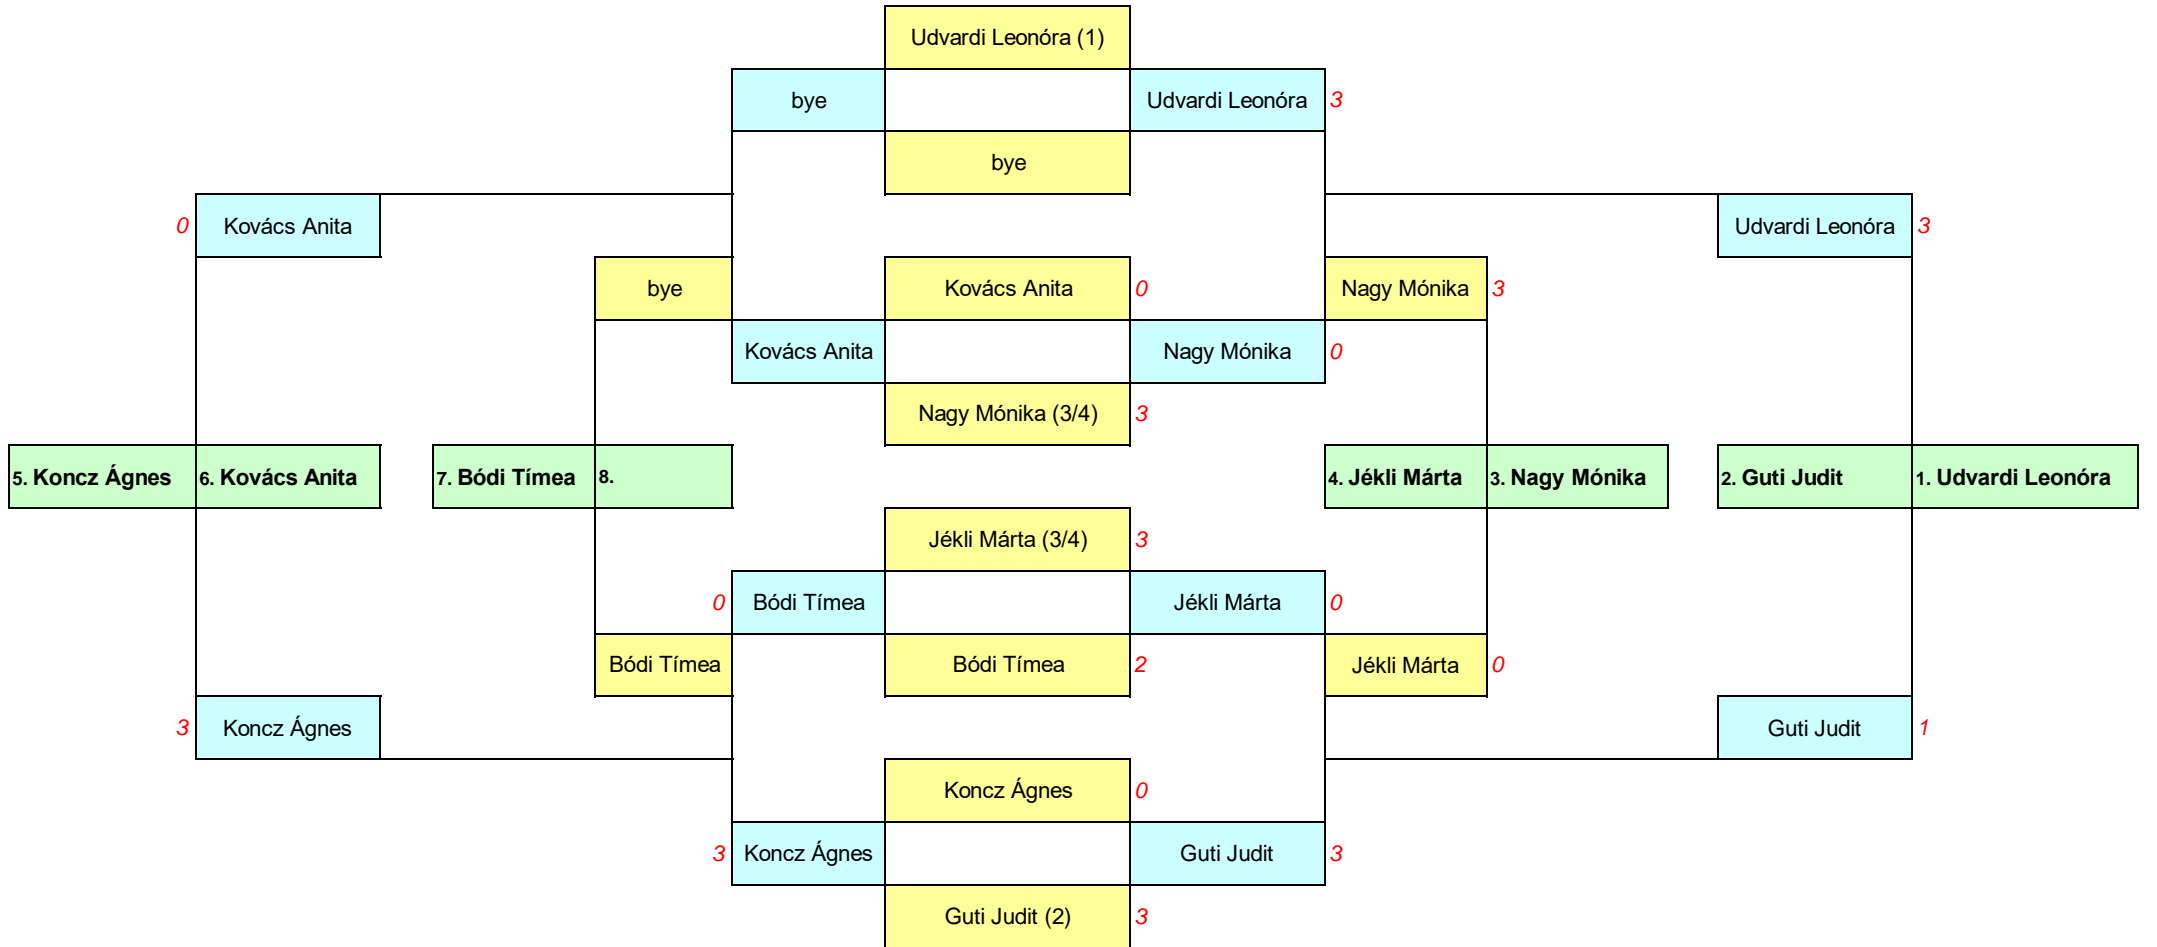 Udvardi Leonóra (1)
bye
Udvardi Leonóra 3
bye
0 Kovács Anita
Udvardi Leonóra 3
bye
Kovács Anita 0
Nagy Mónika 3
Kovács Anita
Nagy Mónika 0
Nagy Mónika (3/4) 3
5. Koncz Ágnes
6. Kovács Anita
7. Bódi Tímea
8.
4. Jékli Márta
3. Nagy Mónika
2. Guti Judit
1. Udvardi Leonóra
Jékli Márta (3/4) 3
0 Bódi Tímea
Jékli Márta 0
Bódi Tímea
Bódi Tímea 2
Jékli Márta 0
3 Koncz Ágnes
Guti Judit 1
Koncz Ágnes 0
3 Koncz Ágnes
Guti Judit 3
Guti Judit (2) 3